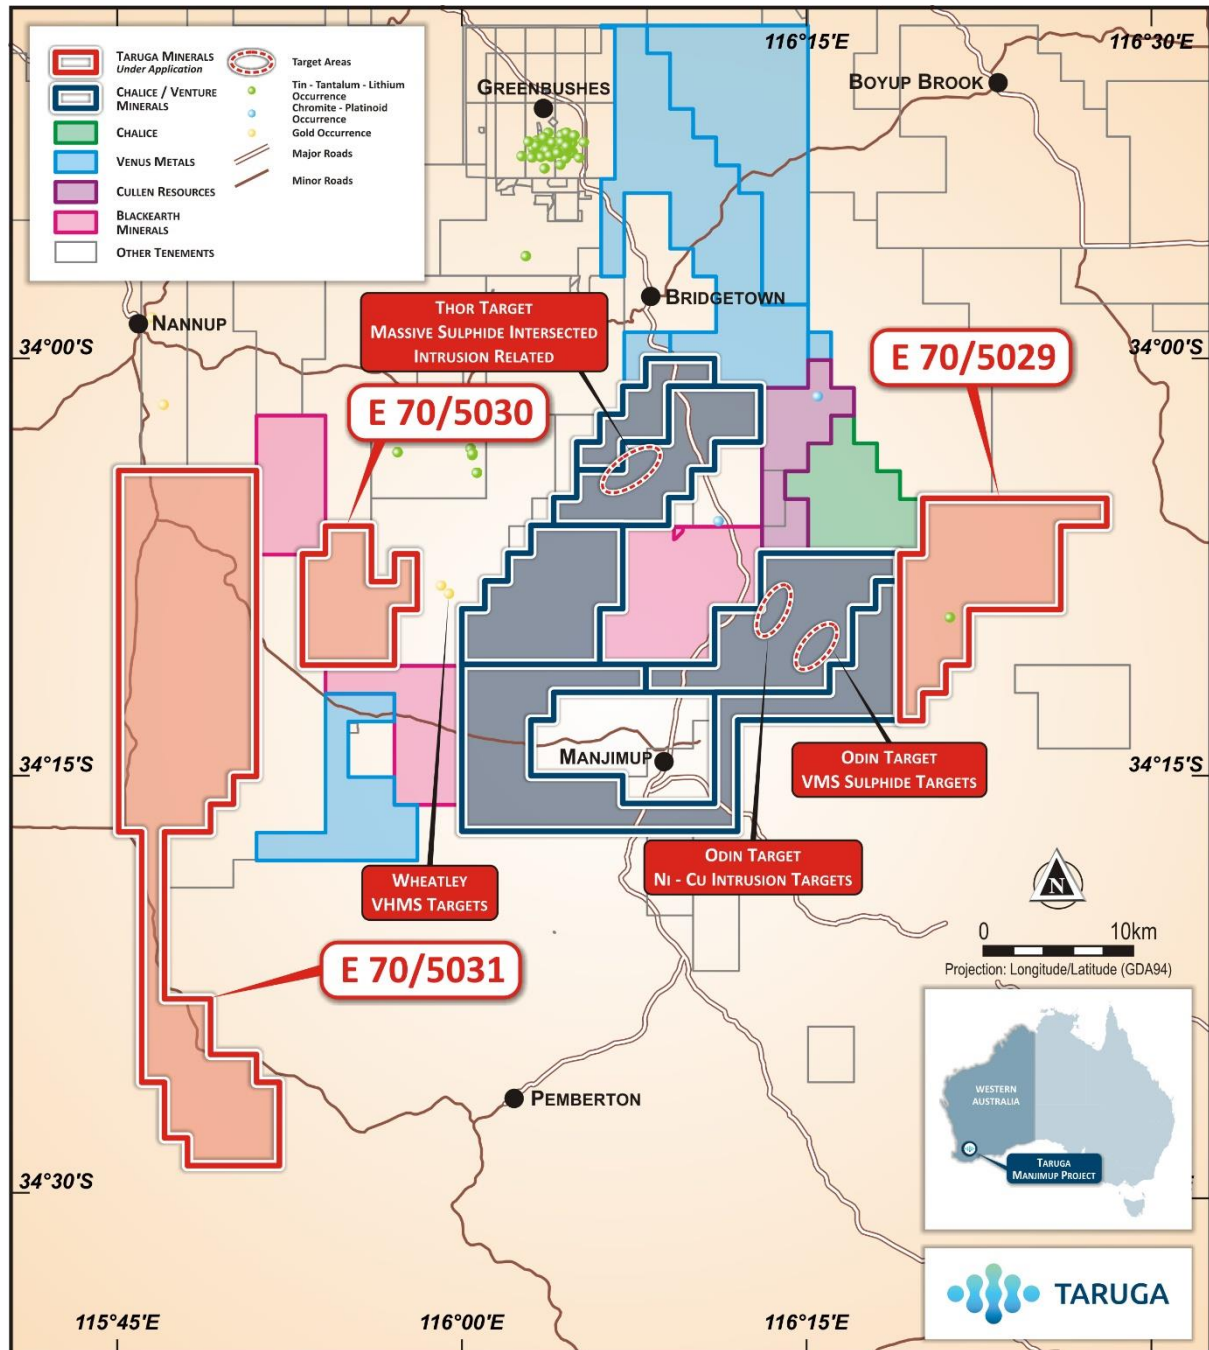 TARUGA MINERALS
Under Application
CHALICE / VENTURE
MINERALS
CHALICE
VENUS METALS
CULLEN RESOURCES
BLACKEARTH
MINERALS
OTHER TENEMENTS
Target Areas
Tin - Tantalum - Lithium
Occurrence
Chromite - Platinoid
Occurrence
Gold Occurrence
Major Roads
Minor Roads
116°15'E
116°30'E
GREENBUSHES
BOYUP BROOK
BRIDGETOWN
NANNUP
THOR TARGET
MASSIVE SULPHIDE INTERSECTED
INTRUSION RELATED
34°00'S
34°00'S
E 70/5029
E 70/5030
MANJIMUP
34°15'S
34°15'S
ODIN TARGET
VMS SULPHIDE TARGETS
ODIN TARGET
NI - CU INTRUSION TARGETS
WHEATLEY
VHMS TARGETS
E 70/5031
N
0 10km
Projection: Longitude/Latitude (GDA94)
PEMBERTON
WESTERN
AUSTRALIA
TARUGA
MANJIMUP PROJECT
34°30'S
TARUGA
115°45'E
116°00'E
116°15'E